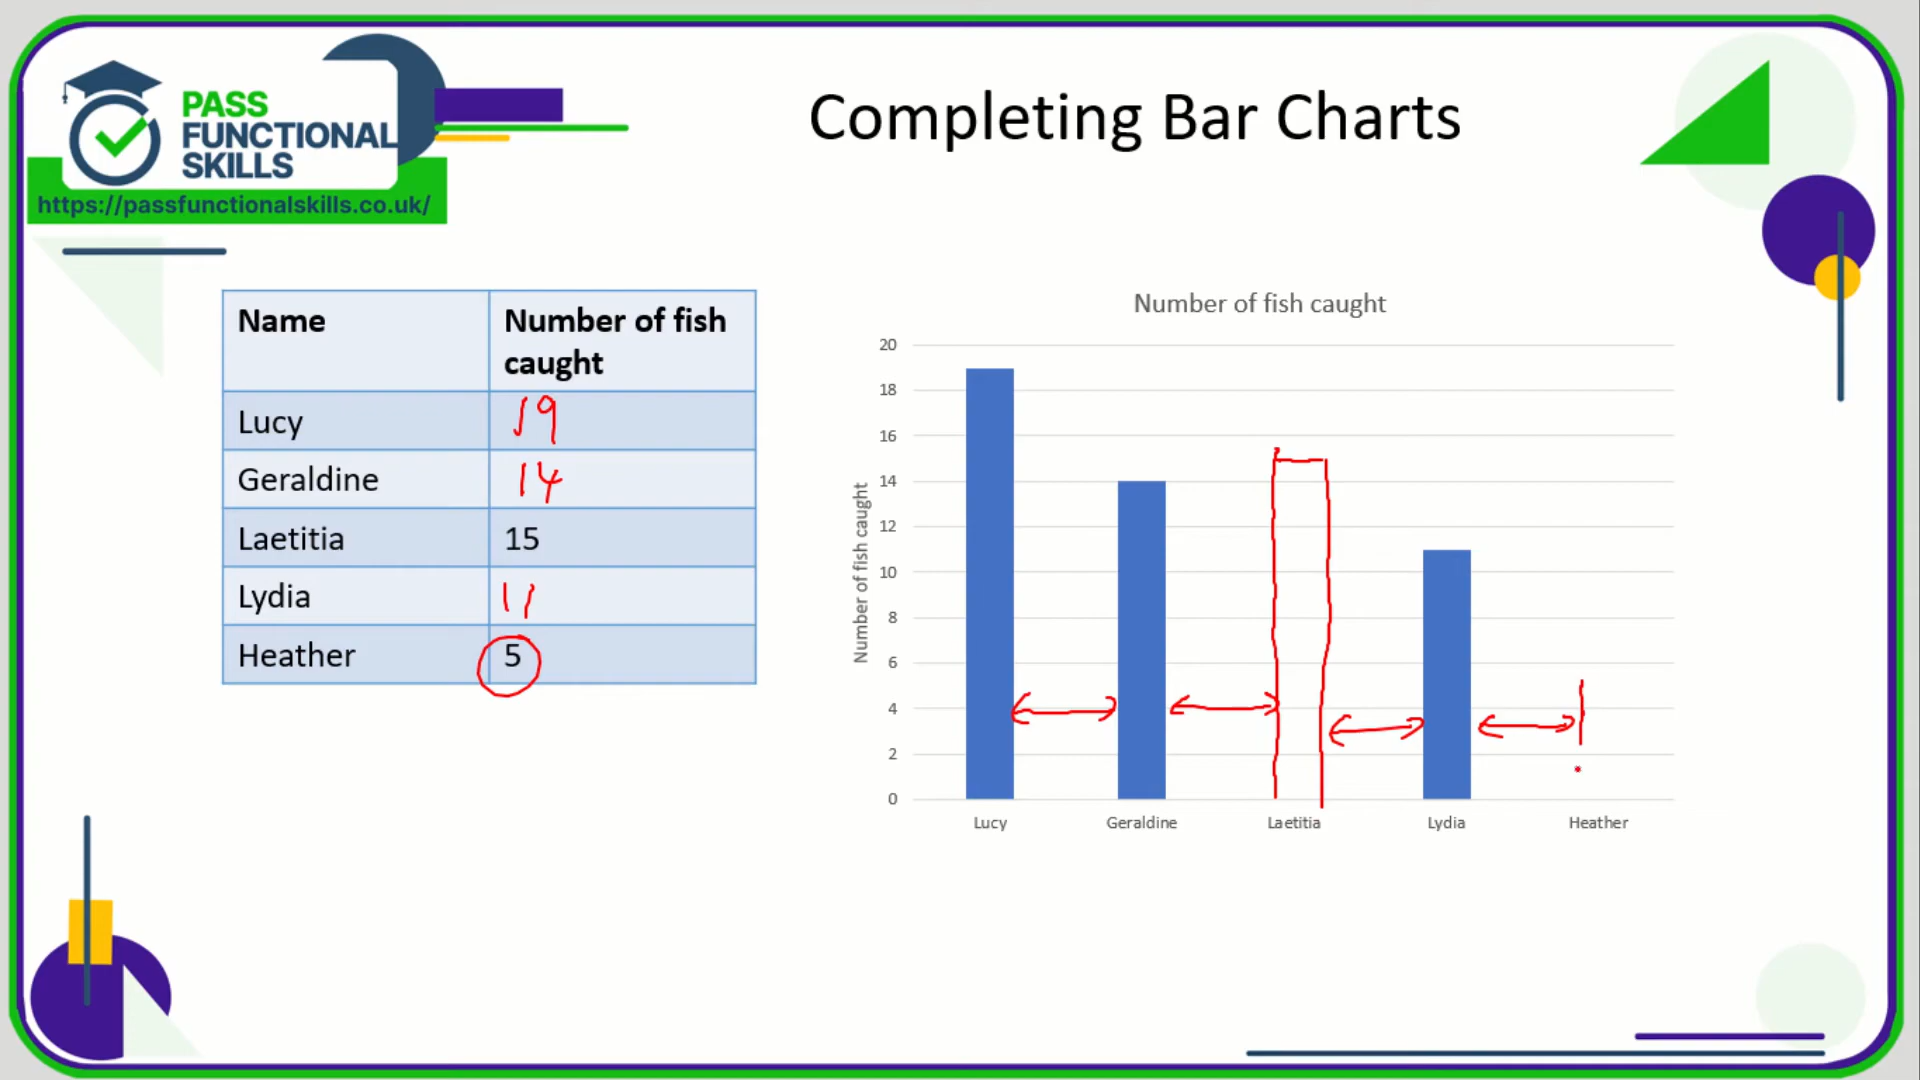 PASS
FUNCTIONAL
SKILLS
https://passfunctionalskills.co.uk/
Completing Bar Charts
Name
Number of fish
caught
Lucy
19
Geraldine
14
Laetitia
15
Lydia
11
Heather
5
Number of fish caught
Number of fish caught
20
18
16
14
12
10
8
6
4
2
0
Lucy
Geraldine
Laetitia
Lydia
Heather